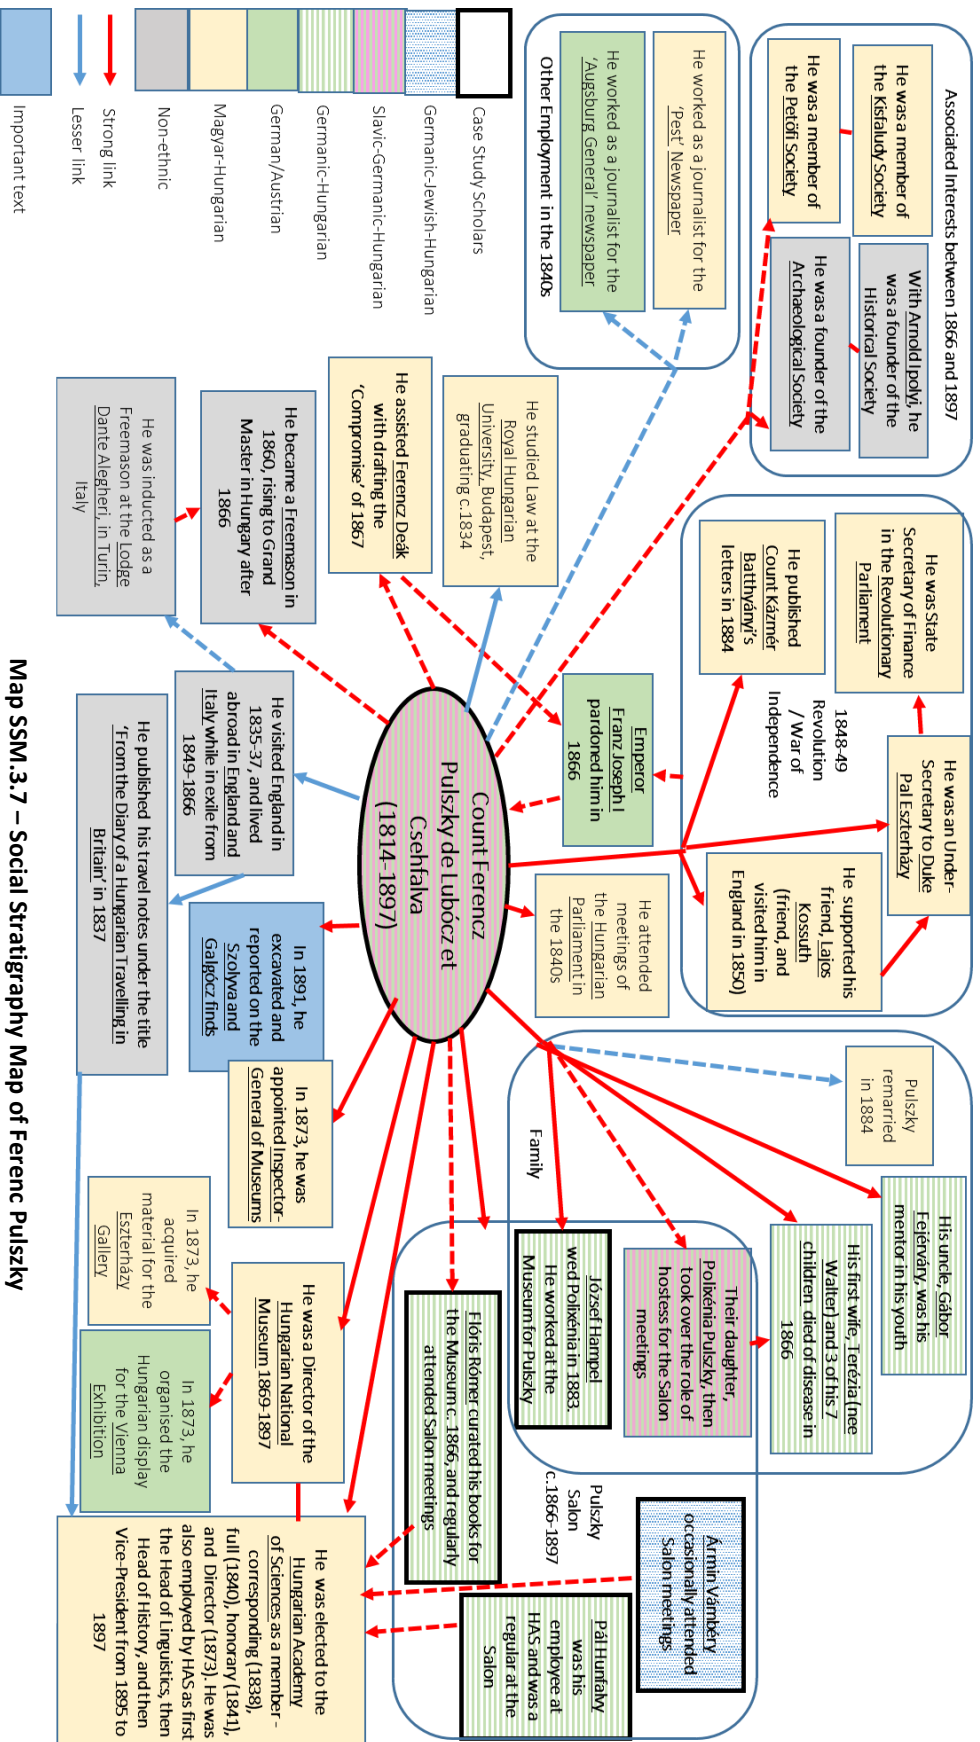 Associated Interests between 1866 and 1897
He was a member of
the Kisfaludy Society
With Arnold Ipolyi, he
was a founder of the
Historical Society
He was a member of
the Petőfi Society
He was a founder of the
Archaeological Society
He worked as a journalist for the
‘Pest’ Newspaper
He worked as a journalist for the
‘Augsburg General’ newspaper
Other Employment in the 1840s
Case Study Scholars
Germanic-Jewish-Hungarian
Slavic-Germanic-Hungarian
Germanic-Hungarian
German/Austrian
Magyar-Hungarian
Non-ethnic
Strong link
Lesser link
Important text
He was State
Secretary of Finance
in the Revolutionary
Parliament
He was an Under-
Secretary to Duke
Pal Eszterházy
1848-49
Revolution
/ War of
Independence
He published
Count Kázmér
Batthyányi’s
letters in 1884
He supported his
friend, Lajos
Kossuth
(friend, and
visited him in
England in 1850)
Emperor
Franz Joseph I
pardoned him in
1866
He attended
meetings of
the Hungarian
Parliament in
the 1840s
He studied Law at the
Royal Hungarian
University, Budapest,
graduating c.1834
He assisted Ferencz Deák
with drafting the
‘Compromise’ of 1867
He became a Freemason in
1860, rising to Grand
Master in Hungary after
1866
He was inducted as a
Freemason at the Lodge
Dante Alegheri, in Turin,
Italy
Count Ferencz
Pulszky de Lubócz et
Csehfalva
(1814-1897)
He visited England in
1835-37, and lived
abroad in England and
Italy while in exile from
1849-1866
He published his travel notes under the title
‘From the Diary of a Hungarian Travelling in
Britain’ in 1837
In 1891, he
excavated and
reported on the
Szolyva and
Galgócz finds
In 1873, he was
appointed Inspector-
General of Museums
Pulszky
remarried
in 1884
His uncle, Gábor
Fejérváry, was his
mentor in his youth
His first wife, Terézia (nee
Walter) and 3 of his 7
children died of disease in
1866
Family
Their daughter,
Polixénia Pulszky, then
took over the role of
hostess for the Salon
meetings
József Hampel
wed Polixénia in 1883.
He worked at the
Museum for Pulszky
Flóris Rómer curated his books for
the Museum c. 1866, and regularly
attended Salon meetings
Pulszky
Salon
c.1866-1897
Ármin Vámbéry
occasionally attended
Salon meetings
Pál Hunfalvy
was his
employee at
HAS and was a
regular at the
Salon
He was a Director of the
Hungarian National
Museum 1869-1897
In 1873, he
acquired
material for the
Eszterházy
Gallery
In 1873, he
organised the
Hungarian display
for the Vienna
Exhibition
He was elected to the
Hungarian Academy
of Sciences as a member -
corresponding (1838),
full (1840), honorary (1841),
and Director (1873). He was
also employed by HAS as first
the Head of Linguistics, then
Head of History, and then
Vice-President from 1895 to
1897
Map SSM.3.7 – Social Stratigraphy Map of Ferenc Pulszky